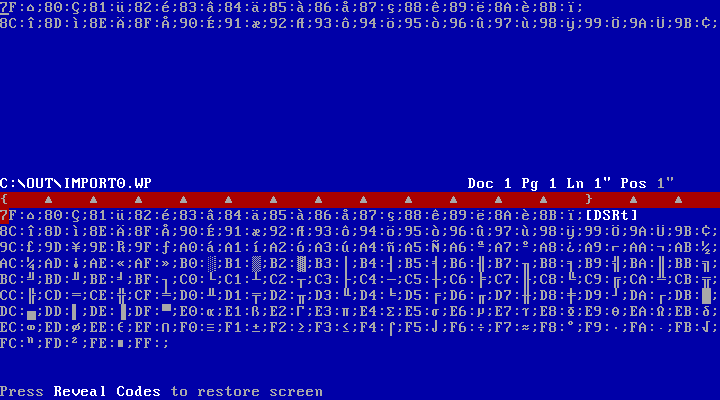 7F:⌂;80:Ç;81:ü;82:é;83:â;84:ä;85:à;86:å;87:ç;88:ê;89:ë;8A:è;8B:ï;
8C:î;8D:ì;8E:Ä;8F:Å;90:É;91:æ;92:Æ;93:ô;94:ö;95:ò;96:û;97:ù;98:ÿ;99:Ö;9A:Ü;9B:¢;
C:\OUT\IMPORT0.WP Doc 1 Pg 1 Ln 1" Pos 1"
{ ▲ ▲ ▲ ▲ ▲ ▲ ▲ ▲ ▲ ▲ ▲ ▲ } ▲ ▲
7F:⌂;80:Ç;81:ü;82:é;83:â;84:ä;85:à;86:å;87:ç;88:ê;89:ë;8A:è;8B:ï;[DSRt]
8C:î;8D:ì;8E:Ä;8F:Å;90:É;91:æ;92:Æ;93:ô;94:ö;95:ò;96:û;97:ù;98:ÿ;99:Ö;9A:Ü;9B:¢;
9C:£;9D:¥;9E:₧;9F:ƒ;A0:á;A1:í;A2:ó;A3:ú;A4:ñ;A5:Ñ;A6:ª;A7:º;A8:¿;A9:⌐;AA:¬;AB:½;
AC:¼;AD:¡;AE:«;AF:»;B0:░;B1:▒;B2:▓;B3:│;B4:┤;B5:╡;B6:╢;B7:╖;B8:╕;B9:╣;BA:║;BB:╗;
BC:╝;BD:╜;BE:╛;BF:┐;C0:└;C1:┴;C2:┬;C3:├;C4:─;C5:┼;C6:╞;C7:╟;C8:╚;C9:╔;CA:╩;CB:╦;
CC:╠;CD:═;CE:╬;CF:╧;D0:╨;D1:╤;D2:╥;D3:╙;D4:╘;D5:╒;D6:╓;D7:╫;D8:╪;D9:┘;DA:┌;DB:█;
DC:▄;DD:▌;DE:▐;DF:▀;E0:α;E1:ß;E2:Γ;E3:π;E4:Σ;E5:σ;E6:µ;E7:τ;E8:Φ;E9:Θ;EA:Ω;EB:δ;
EC:∞;ED:φ;EE:ε;EF:∩;F0:≡;F1:±;F2:≥;F3:≤;F4:⌠;F5:⌡;F6:÷;F7:≈;F8:°;F9:∙;FA:·;FB:√;
FC:ⁿ;FD:²;FE:■;FF:;
Press Reveal Codes to restore screen